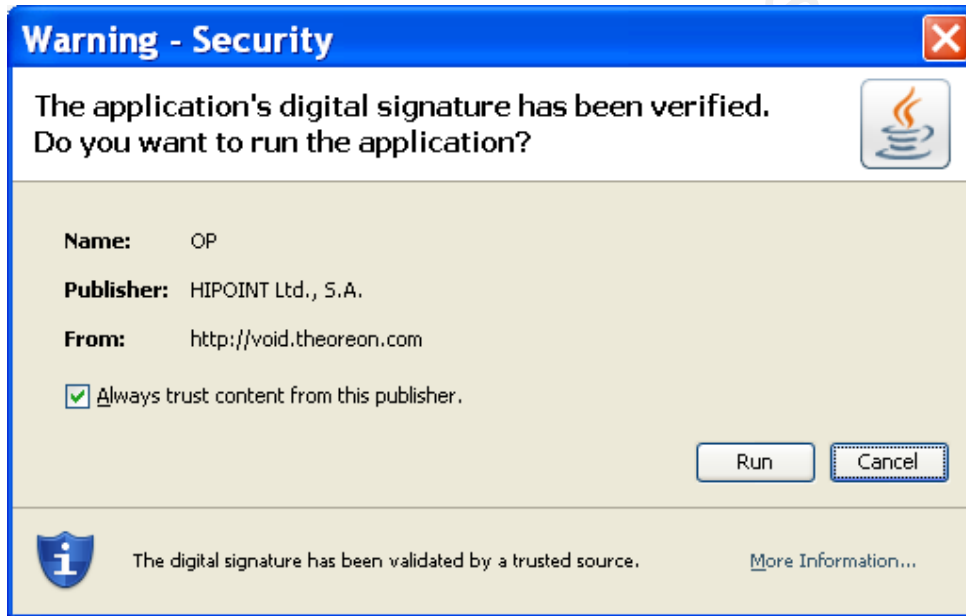 Warning - Security
The application's digital signature has been verified.
Do you want to run the application?
Name: OP
Publisher: HIPOINT Ltd., S.A.
From: http://void.theoreon.com
Always trust content from this publisher.
Run Cancel
The digital signature has been validated by a trusted source. More Information...